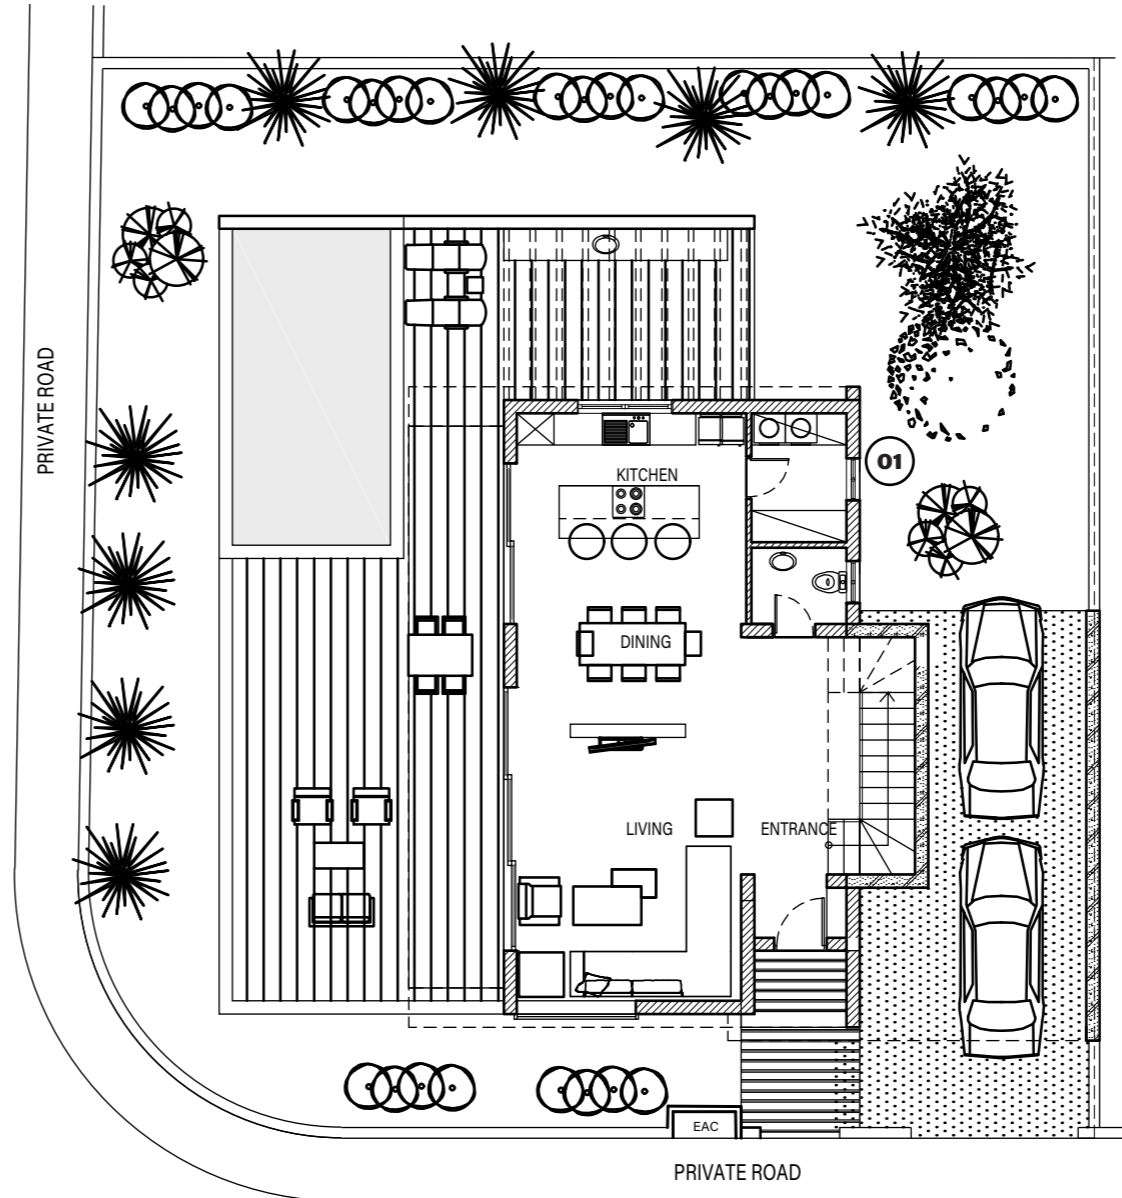 PRIVATE ROAD
KITCHEN
01
DINING
LIVING
ENTRANCE
EAC
PRIVATE ROAD